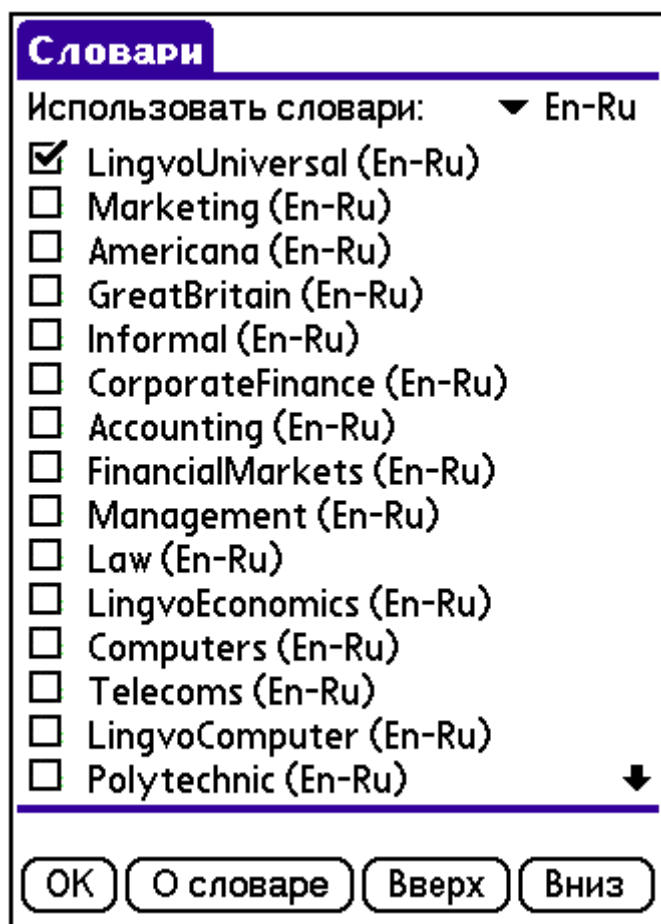 Словари
Использовать словари: En-Ru
LingvoUniversal (En-Ru)
Marketing (En-Ru)
Americana (En-Ru)
GreatBritain (En-Ru)
Informal (En-Ru)
CorporateFinance (En-Ru)
Accounting (En-Ru)
FinancialMarkets (En-Ru)
Management (En-Ru)
Law (En-Ru)
LingvoEconomics (En-Ru)
Computers (En-Ru)
Telecoms (En-Ru)
LingvoComputer (En-Ru)
Polytechnic (En-Ru)
OK О словаре Вверх Вниз